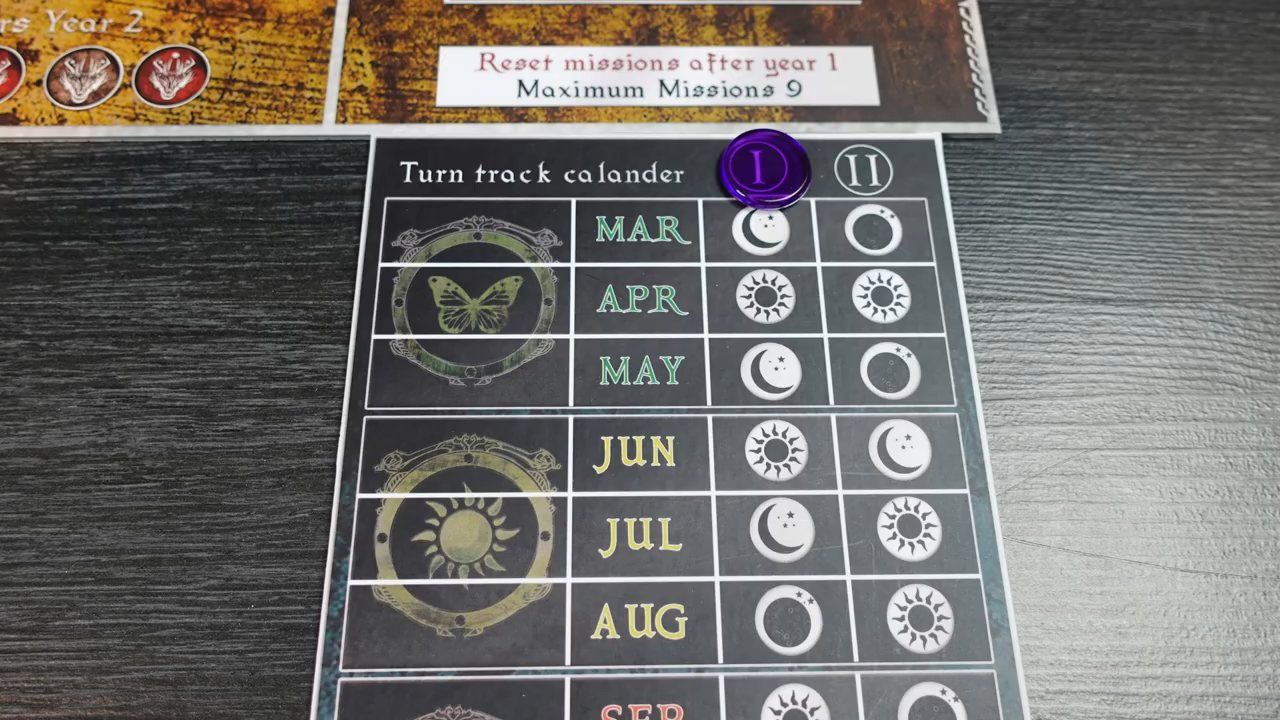 Year 2
Reset missions after year 1
Maximum Missions 9
Turn track calander I II
MAR
APR
MAY
JUN
JUL
AUG
SEP